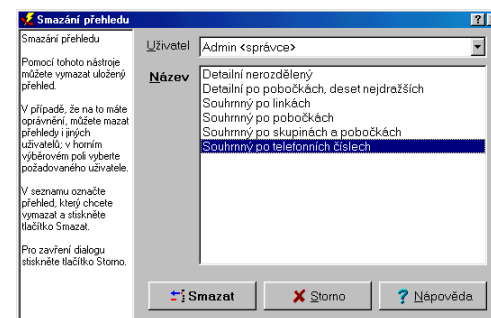 Smazání přehledu
?
Smazání přehledu
Pomocí tohoto nástroje
můžete vymazat uložený
přehled.
V případě, že na to máte
oprávnění, můžete mazat
přehledy i jiných
uživatelů; v horním
výběrovém poli vyberte
požadovaného uživatele.
V seznamu označte
přehled, který chcete
vymazat a stiskněte
tlačítko Smazat.
Pro zavření dialogu
stiskněte tlačítko Storno.
Uživatel
Admin <správce>
Název
Detailní nerozdělený
Detailní po pobočkách, deset nejdražších
Souhrnný po linkách
Souhrnný po pobočkách
Souhrnný po skupinách a pobočkách
Souhrnný po telefonních číslech
Smazat
Storno
? Nápověda